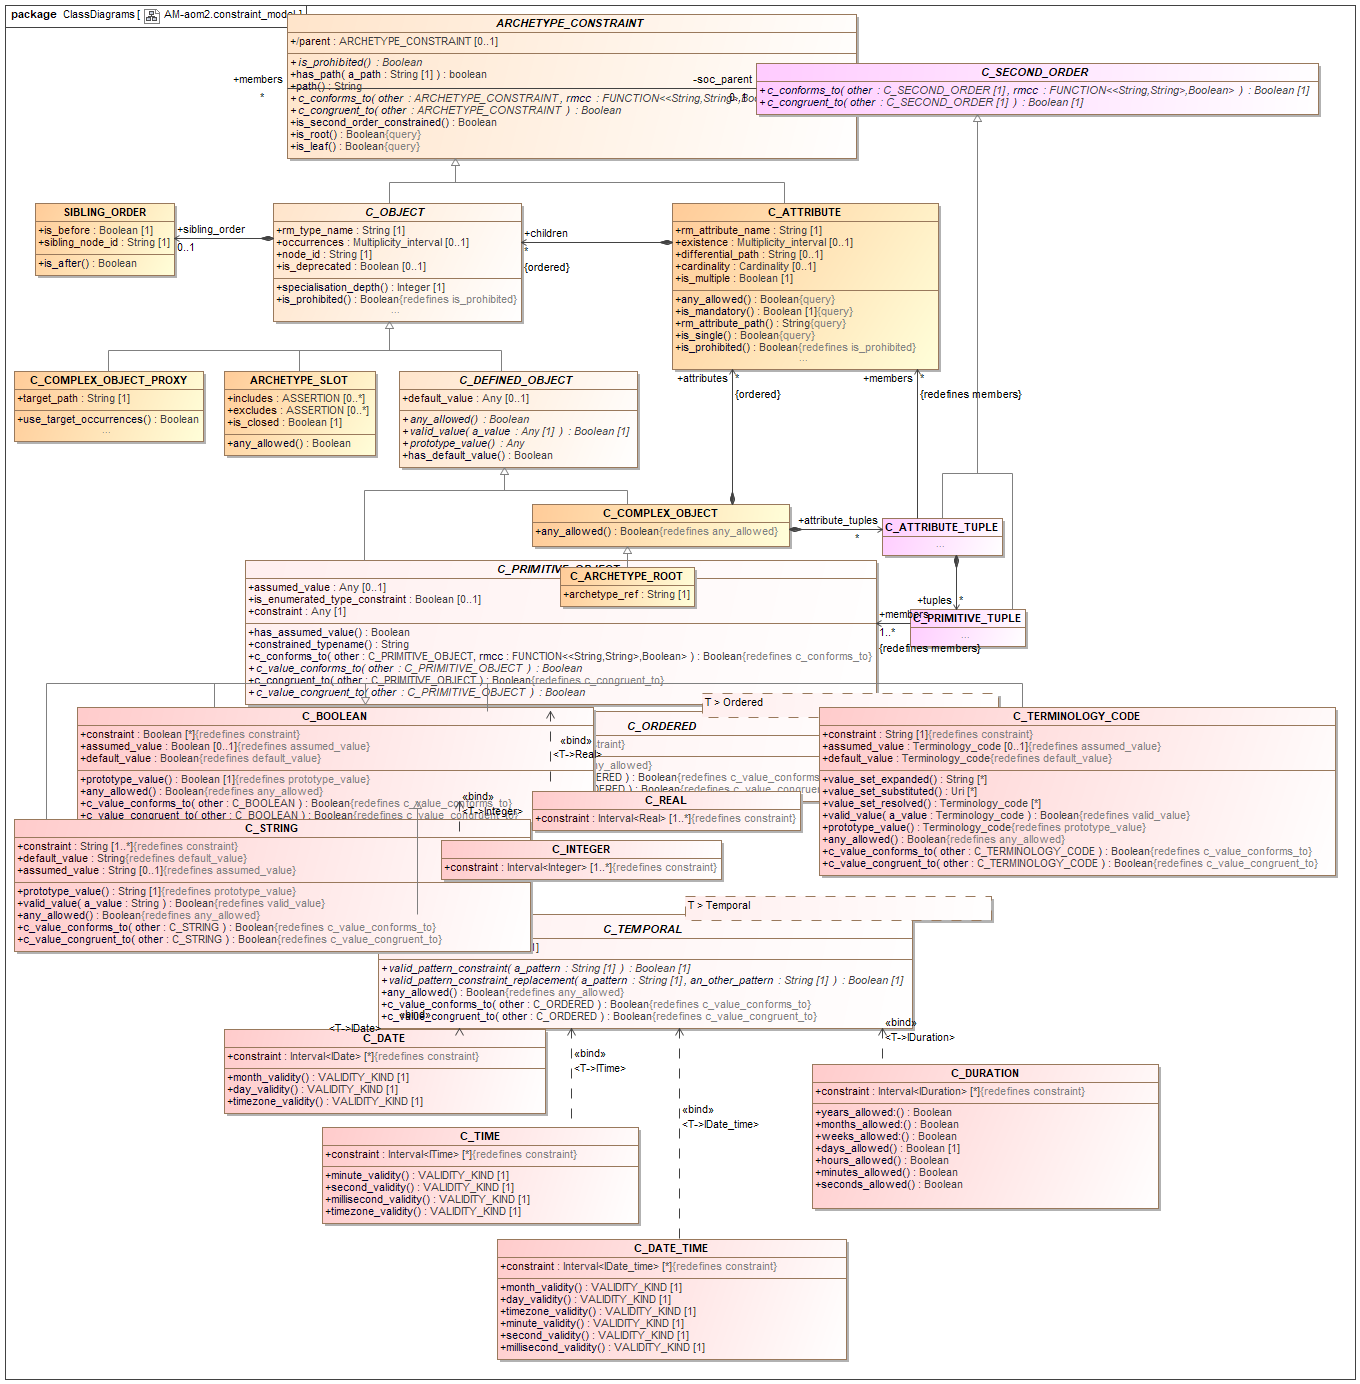 package ClassDiagrams [ AM-aom2.constraint_model ]
ARCHETYPE_CONSTRAINT
+/parent : ARCHETYPE_CONSTRAINT [0..1]
+is_prohibited() : Boolean
+has_path( a_path : String [1] ) : boolean
+path() : String
+c_conforms_to( other : ARCHETYPE_CONSTRAINT, rmcc : FUNCTION<<String,String>,Bo
+c_congruent_to( other : ARCHETYPE_CONSTRAINT ) : Boolean
+is_second_order_constrained() : Boolean
+is_root() : Boolean{query}
+is_leaf() : Boolean{query}
+members
*
-soc_parent
0..1
C_SECOND_ORDER
+c_conforms_to( other : C_SECOND_ORDER [1], rmcc : FUNCTION<<String,String>,Boolean> ) : Boolean [1]
+c_congruent_to( other : C_SECOND_ORDER [1] ) : Boolean [1]
SIBLING_ORDER
+is_before : Boolean [1]
+sibling_node_id : String [1]
+is_after() : Boolean
+sibling_order
0..1
C_OBJECT
+rm_type_name : String [1]
+occurrences : Multiplicity_interval [0..1]
+node_id : String [1]
+is_deprecated : Boolean [0..1]
+specialisation_depth() : Integer [1]
+is_prohibited() : Boolean{redefines is_prohibited}
...
+children
*
{ordered}
C_ATTRIBUTE
+rm_attribute_name : String [1]
+existence : Multiplicity_interval [0..1]
+differential_path : String [0..1]
+cardinality : Cardinality [0..1]
+is_multiple : Boolean [1]
+any_allowed() : Boolean{query}
+is_mandatory() : Boolean [1]{query}
+rm_attribute_path() : String{query}
+is_single() : Boolean{query}
+is_prohibited() : Boolean{redefines is_prohibited}
...
C_COMPLEX_OBJECT_PROXY
+target_path : String [1]
+use_target_occurrences() : Boolean
...
ARCHETYPE_SLOT
+includes : ASSERTION [0..*]
+excludes : ASSERTION [0..*]
+is_closed : Boolean [1]
+any_allowed() : Boolean
C_DEFINED_OBJECT
+default_value : Any [0..1]
+any_allowed() : Boolean
+valid_value( a_value : Any [1] ) : Boolean [1]
+prototype_value() : Any
+has_default_value() : Boolean
+attributes
*
{ordered}
+members
*
{redefines members}
C_COMPLEX_OBJECT
+any_allowed() : Boolean{redefines any_allowed}
+attribute_tuples
*
C_ATTRIBUTE_TUPLE
...
+tuples
*
C_PRIMITIVE_TUPLE
...
+members
1..*
{redefines members}
C_PRIMITIVE_OBJECT
+assumed_value : Any [0..1]
+is_enumerated_type_constraint : Boolean [0..1]
+constraint : Any [1]
+has_assumed_value() : Boolean
+constrained_typename() : String
+c_conforms_to( other : C_PRIMITIVE_OBJECT, rmcc : FUNCTION<<String,String>,Boolean> ) : Boolean{redefines c_conforms_to}
+c_value_conforms_to( other : C_PRIMITIVE_OBJECT ) : Boolean
+c_congruent_to( other : C_PRIMITIVE_OBJECT ) : Boolean{redefines c_congruent_to}
+c_value_congruent_to( other : C_PRIMITIVE_OBJECT ) : Boolean
C_ARCHETYPE_ROOT
+archetype_ref : String [1]
C_BOOLEAN
+constraint : Boolean [*]{redefines constraint}
+assumed_value : Boolean [0..1]{redefines assumed_value}
+default_value : Boolean{redefines default_value}
+prototype_value() : Boolean [1]{redefines prototype_value}
+any_allowed() : Boolean{redefines any_allowed}
+c_value_conforms_to( other : C_BOOLEAN ) : Boolean{redefines c_value_conforms_to}
+c_value_congruent_to( other : C_BOOLEAN ) : Boolean{redefines c_value_congruent_to}
«bind»
<T->Real>
«bind»
<T->Integer>
T > Ordered
C_ORDERED
straint}
ny_allowed}
ERED ) : Boolean{redefines c_value_conforms
DERED ) : Boolean{redefines c_value_congrue
C_TERMINOLOGY_CODE
+constraint : String [1]{redefines constraint}
+assumed_value : Terminology_code [0..1]{redefines assumed_value}
+default_value : Terminology_code{redefines default_value}
+value_set_expanded() : String [*]
+value_set_substituted() : Uri [*]
+value_set_resolved() : Terminology_code [*]
+valid_value( a_value : Terminology_code ) : Boolean{redefines valid_value}
+prototype_value() : Terminology_code{redefines prototype_value}
+any_allowed() : Boolean{redefines any_allowed}
+c_value_conforms_to( other : C_TERMINOLOGY_CODE ) : Boolean{redefines c_value_conforms_to}
+c_value_congruent_to( other : C_TERMINOLOGY_CODE ) : Boolean{redefines c_value_congruent_to}
C_REAL
+constraint : Interval<Real> [1..*]{redefines constraint}
C_STRING
+constraint : String [1..*]{redefines constraint}
+default_value : String{redefines default_value}
+assumed_value : String [0..1]{redefines assumed_value}
+prototype_value() : String [1]{redefines prototype_value}
+valid_value( a_value : String ) : Boolean{redefines valid_value}
+any_allowed() : Boolean{redefines any_allowed}
+c_value_conforms_to( other : C_STRING ) : Boolean{redefines c_value_conforms_to}
+c_value_congruent_to( other : C_STRING ) : Boolean{redefines c_value_congruent_to}
C_INTEGER
+constraint : Interval<Integer> [1..*]{redefines constraint}
T > Temporal
C_TEMPORAL
]
+valid_pattern_constraint( a_pattern : String [1] ) : Boolean [1]
+valid_pattern_constraint_replacement( a_pattern : String [1], an_other_pattern : String [1] ) : Boolean [1]
+any_allowed() : Boolean{redefines any_allowed}
+c_value_conforms_to( other : C_ORDERED ) : Boolean{redefines c_value_conforms_to}
+c_value_congruent_to( other : C_ORDERED ) : Boolean{redefines c_value_congruent_to}
«bind»
<T->IDate>
C_DATE
+constraint : Interval<IDate> [*]{redefines constraint}
+month_validity() : VALIDITY_KIND [1]
+day_validity() : VALIDITY_KIND [1]
+timezone_validity() : VALIDITY_KIND [1]
«bind»
<T->ITime>
«bind»
<T->IDate_time>
«bind»
<T->IDuration>
C_DURATION
+constraint : Interval<IDuration> [*]{redefines constraint}
+years_allowed:() : Boolean
+months_allowed:() : Boolean
+weeks_allowed:() : Boolean
+days_allowed() : Boolean [1]
+hours_allowed() : Boolean
+minutes_allowed() : Boolean
+seconds_allowed() : Boolean
C_TIME
+constraint : Interval<ITime> [*]{redefines constraint}
+minute_validity() : VALIDITY_KIND [1]
+second_validity() : VALIDITY_KIND [1]
+millisecond_validity() : VALIDITY_KIND [1]
+timezone_validity() : VALIDITY_KIND [1]
C_DATE_TIME
+constraint : Interval<IDate_time> [*]{redefines constraint}
+month_validity() : VALIDITY_KIND [1]
+day_validity() : VALIDITY_KIND [1]
+timezone_validity() : VALIDITY_KIND [1]
+minute_validity() : VALIDITY_KIND [1]
+second_validity() : VALIDITY_KIND [1]
+millisecond_validity() : VALIDITY_KIND [1]